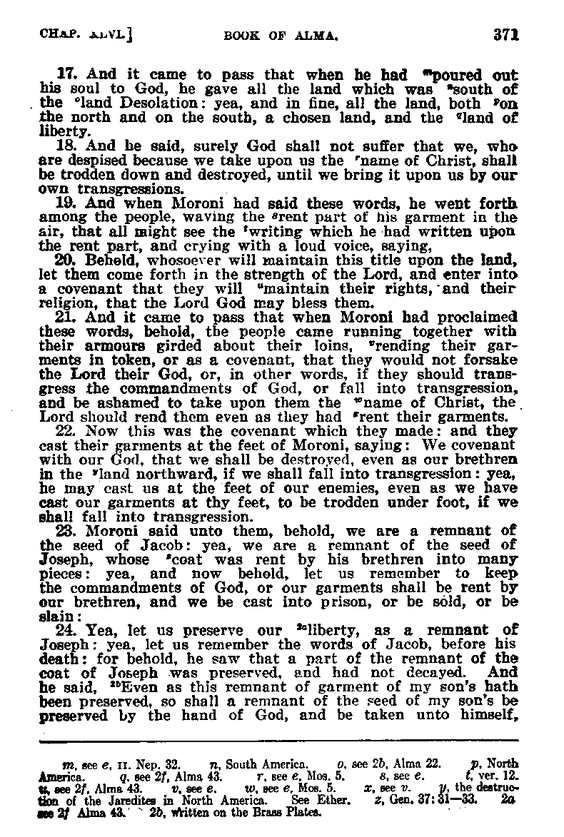 CHAP. XLVI.] BOOK OF ALMA. 371
17. And it came to pass that when he had ᵐpoured out
his soul to God, he gave all the land which was ⁿsouth of
the ᵒland Desolation: yea, and in fine, all the land, both ᵖon
the north and on the south, a chosen land, and the qland of
liberty.
18. And he said, surely God shall not suffer that we, who
are despised because we take upon us the ʳname of Christ, shall
be trodden down and destroyed, until we bring it upon us by our
own transgressions.
19. And when Moroni had said these words, he went forth
among the people, waving the ˢrent part of his garment in the
air, that all might see the ᵗwriting which he had written upon
the rent part, and crying with a loud voice, saying,
20. Behold, whosoever will maintain this title upon the land,
let them come forth in the strength of the Lord, and enter into
a covenant that they will ᵘmaintain their rights, and their
religion, that the Lord God may bless them.
21. And it came to pass that when Moroni had proclaimed
these words, behold, the people came running together with
their armours girded about their loins, ᵛrending their gar-
ments in token, or as a covenant, that they would not forsake
the Lord their God, or, in other words, if they should trans-
gress the commandments of God, or fall into transgression,
and be ashamed to take upon them the ʷname of Christ, the
Lord should rend them even as they had ˣrent their garments.
22. Now this was the covenant which they made: and they
cast their garments at the feet of Moroni, saying: We covenant
with our God, that we shall be destroyed, even as our brethren
in the ʸland northward, if we shall fall into transgression: yea,
he may cast us at the feet of our enemies, even as we have
cast our garments at thy feet, to be trodden under foot, if we
shall fall into transgression.
23. Moroni said unto them, behold, we are a remnant of
the seed of Jacob: yea, we are a remnant of the seed of
Joseph, whose ᶻcoat was rent by his brethren into many
pieces: yea, and now behold, let us remember to keep
the commandments of God, or our garments shall be rent by
our brethren, and we be cast into prison, or be sold, or be
slain:
24. Yea, let us preserve our ²ᵃliberty, as a remnant of
Joseph: yea, let us remember the words of Jacob, before his
death: for behold, he saw that a part of the remnant of the
coat of Joseph was preserved, and had not decayed. And
he said, ²ᵇEven as this remnant of garment of my son's hath
been preserved, so shall a remnant of the seed of my son's be
preserved by the hand of God, and be taken unto himself,
m, see e, II. Nep. 32. n, South America. o, see 2b, Alma 22. p, North
America. q, see 2f, Alma 43. r, see e, Mos. 5. s, see e. t, ver. 12.
u, see 2f, Alma 43. v, see e. w, see e, Mos. 5. x, see v. y, the destruc-
tion of the Jaredites in North America. See Ether. z, Gen. 37: 31—33. 2a
see 2f Alma 43. 2b, written on the Brass Plates.